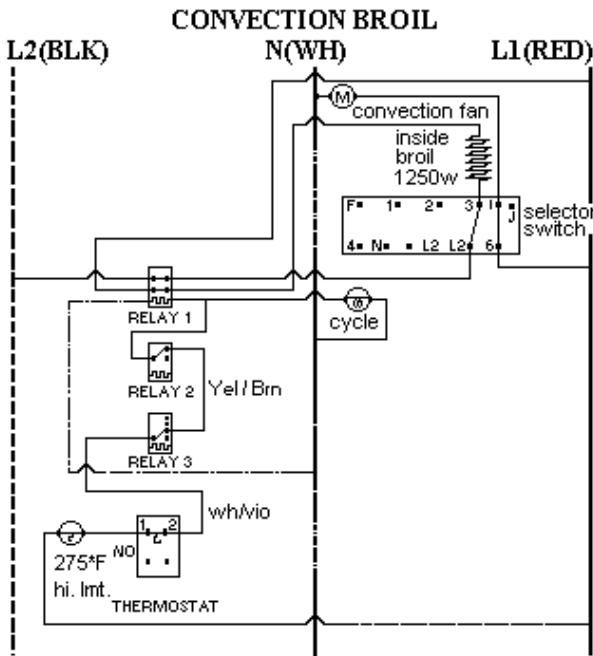 CONVECTION BROIL
L2(BLK) N(WH) L1(RED)
M
convection fan
inside
broil
1250w
F 1 2 3 I J
selector
switch
4 N L2 L2 6
RELAY 1
cycle
RELAY 2
Yel/Brn
RELAY 3
wh/vio
1 2
NO
275*F
hi. lmt.
THERMOSTAT